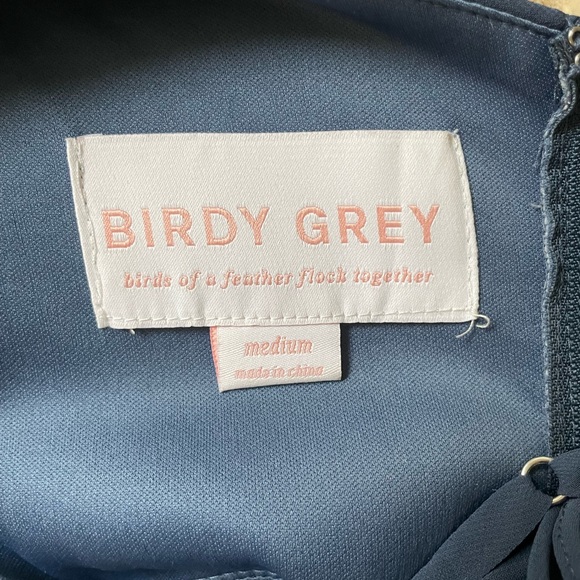 BIRDY GREY
birds of a feather flock together
medium
made in china